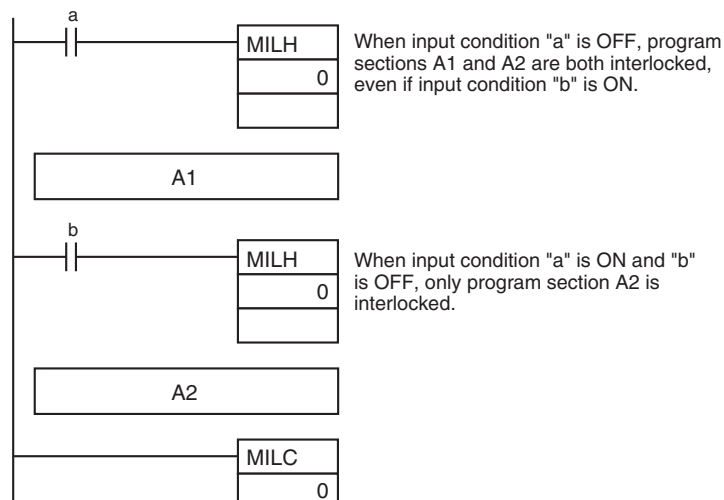 a
MILH
0
When input condition "a" is OFF, program
sections A1 and A2 are both interlocked,
even if input condition "b" is ON.
A1
b
MILH
0
When input condition "a" is ON and "b"
is OFF, only program section A2 is
interlocked.
A2
MILC
0